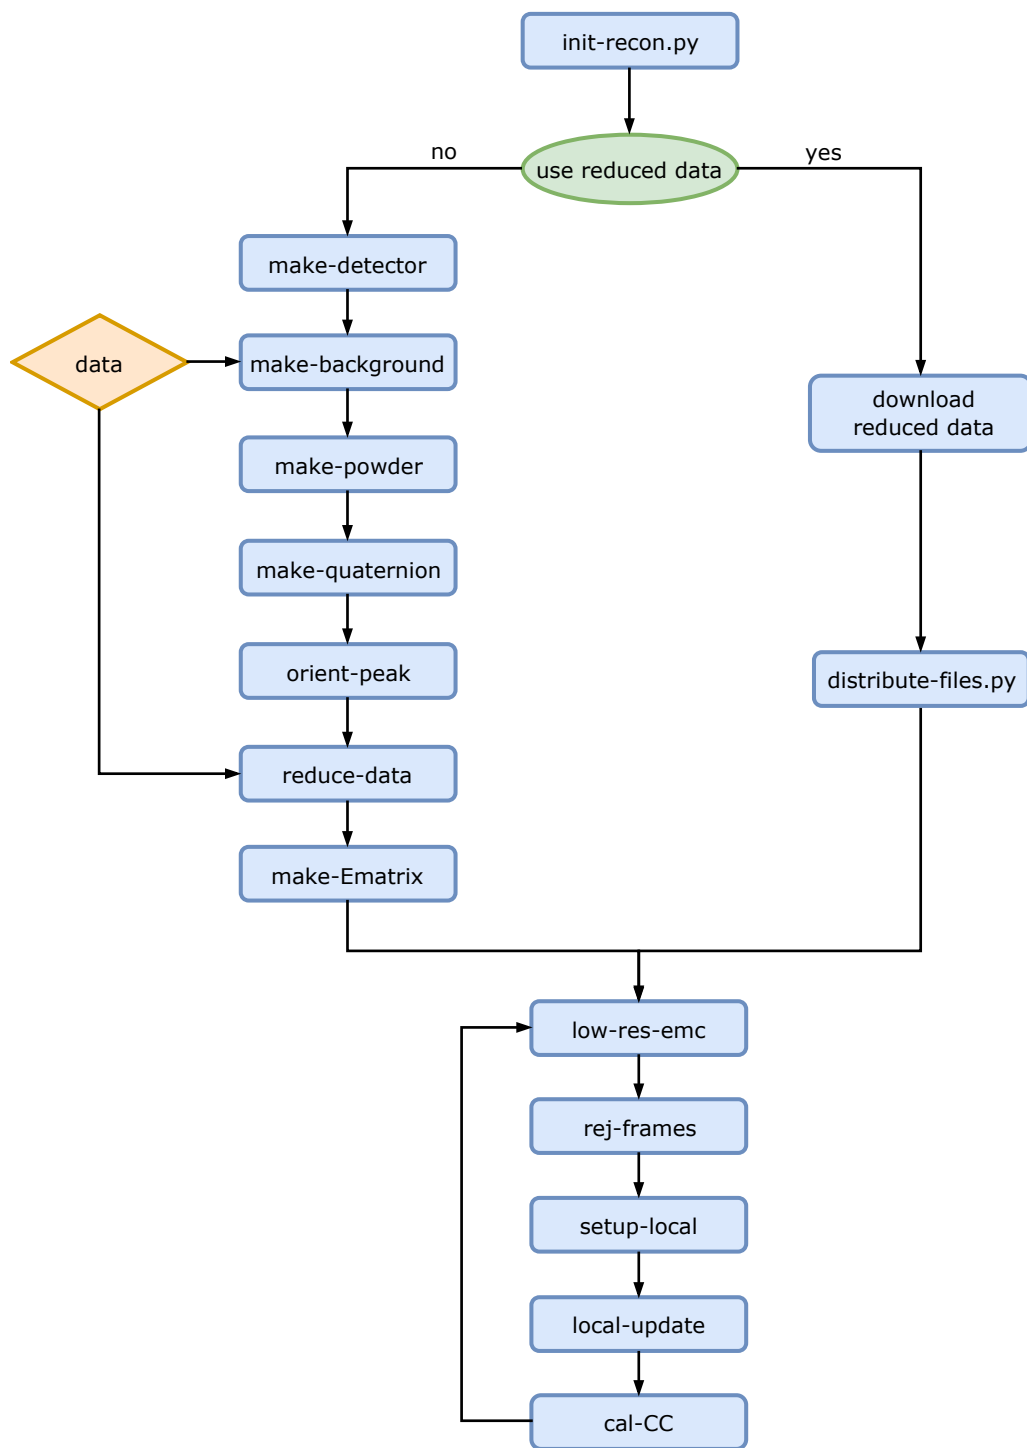 init-recon.py
no
use reduced data
yes
make-detector
data
make-background
download
reduced data
make-powder
make-quaternion
orient-peak
distribute-files.py
reduce-data
make-Ematrix
low-res-emc
rej-frames
setup-local
local-update
cal-CC